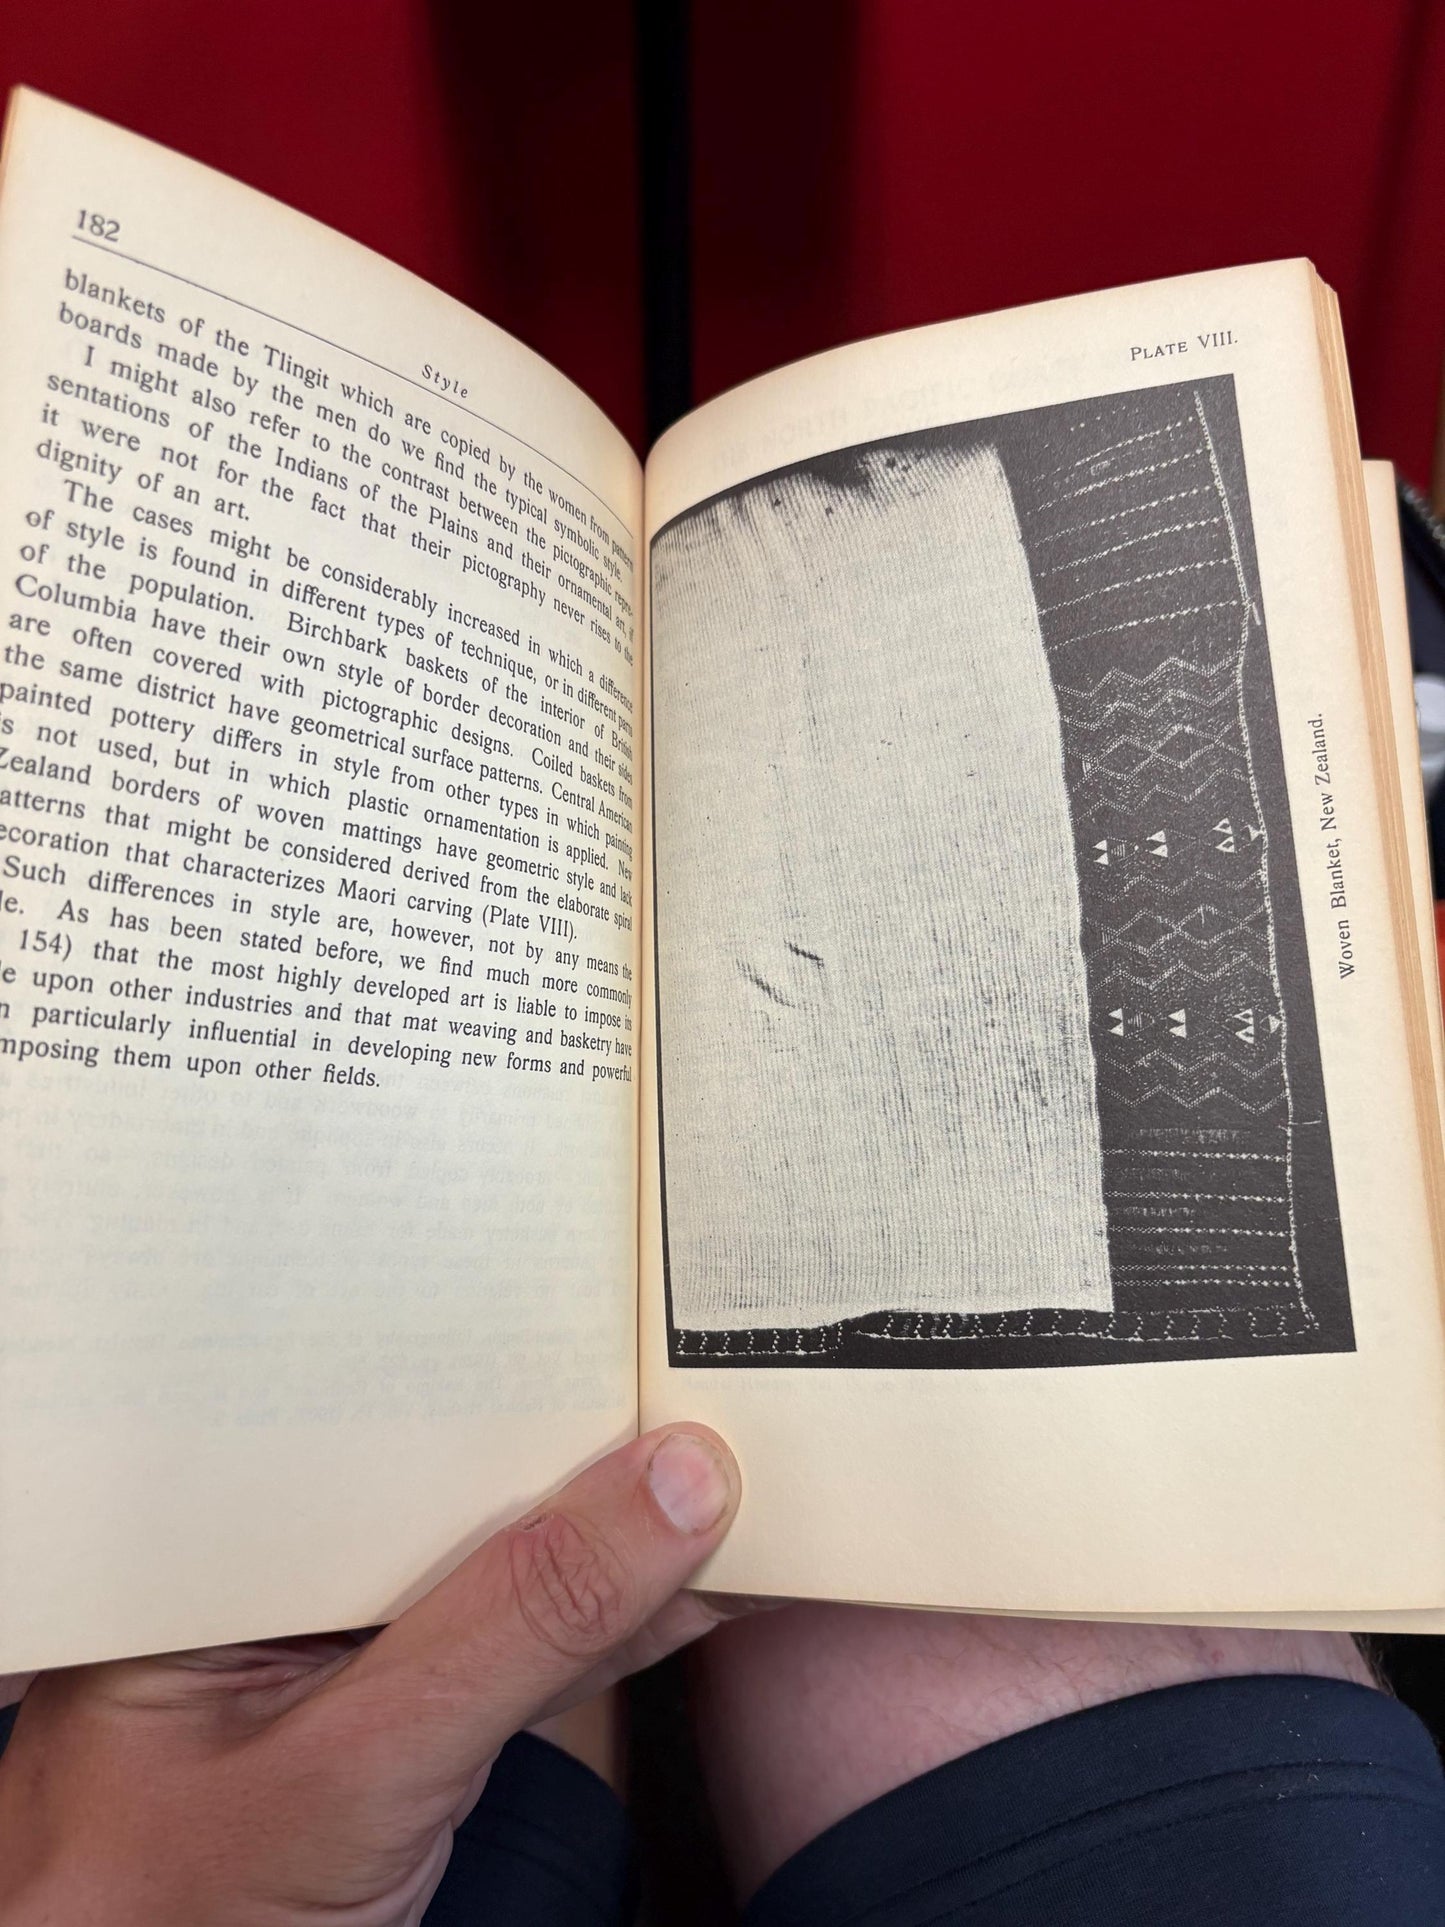 182
Style
blankets of the Tlingit which are copied by the women from pattern
boards made by the men do we find the typical symbolic style.
I might also refer to the contrast between the pictographic repre-
sentations of the Indians of the Plains and their ornamental art, if
it were not for the fact that their pictography never rises to the
dignity of an art.
The cases might be considerably increased in which a difference
of style is found in different types of technique, or in different parts
of the population. Birchbark baskets of the interior of British
Columbia have their own style of border decoration and their sides
are often covered with pictographic designs. Coiled baskets from
the same district have geometrical surface patterns. Central American
painted pottery differs in style from other types in which painting
is not used, but in which plastic ornamentation is applied. New
Zealand borders of woven mattings have geometric style and lack
atterns that might be considered derived from the elaborate spiral
ecoration that characterizes Maori carving (Plate VIII).
Such differences in style are, however, not by any means the
le. As has been stated before, we find much more commonly
154) that the most highly developed art is liable to impose its
le upon other industries and that mat weaving and basketry have
n particularly influential in developing new forms and powerful
mposing them upon other fields.
PLATE VIII.
Woven Blanket, New Zealand.